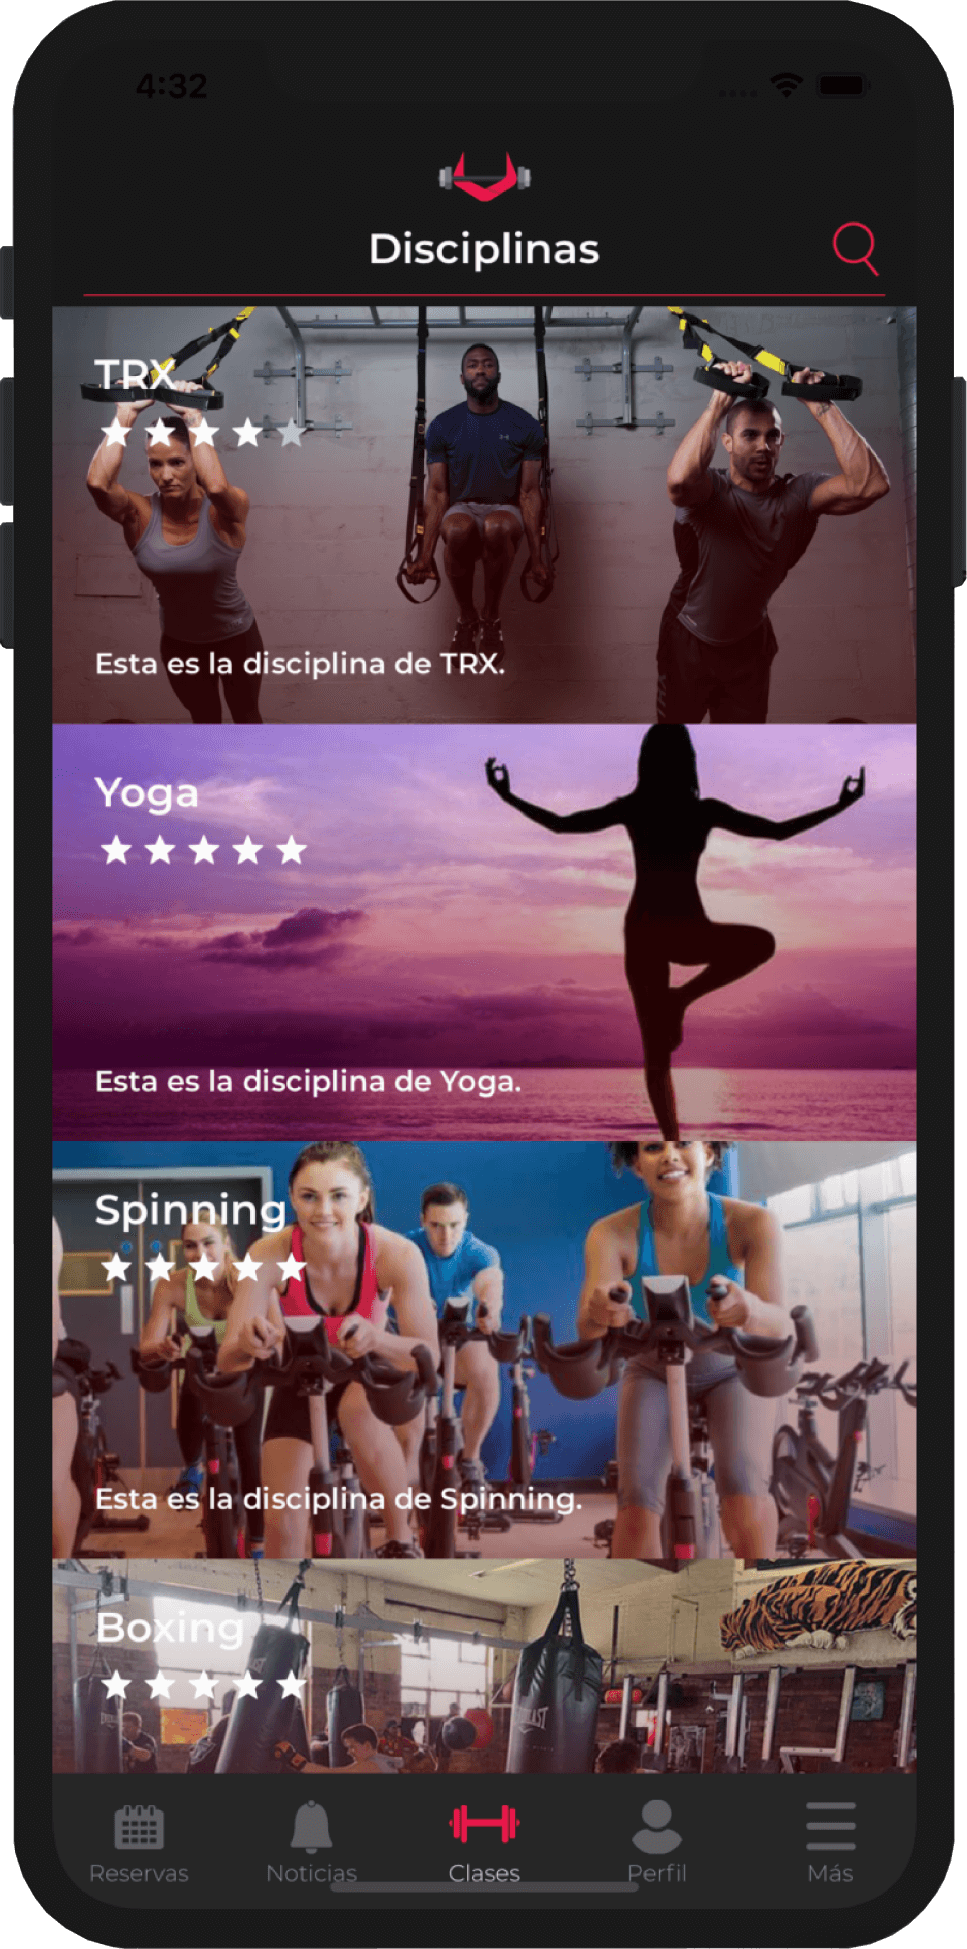 4:32
Disciplinas
TRX
Esta es la disciplina de TRX.
Yoga
Esta es la disciplina de Yoga.
Spinning
Esta es la disciplina de Spinning.
Boxing
EVERLAST
Reservas
Noticias
Clases
Perfil
Más